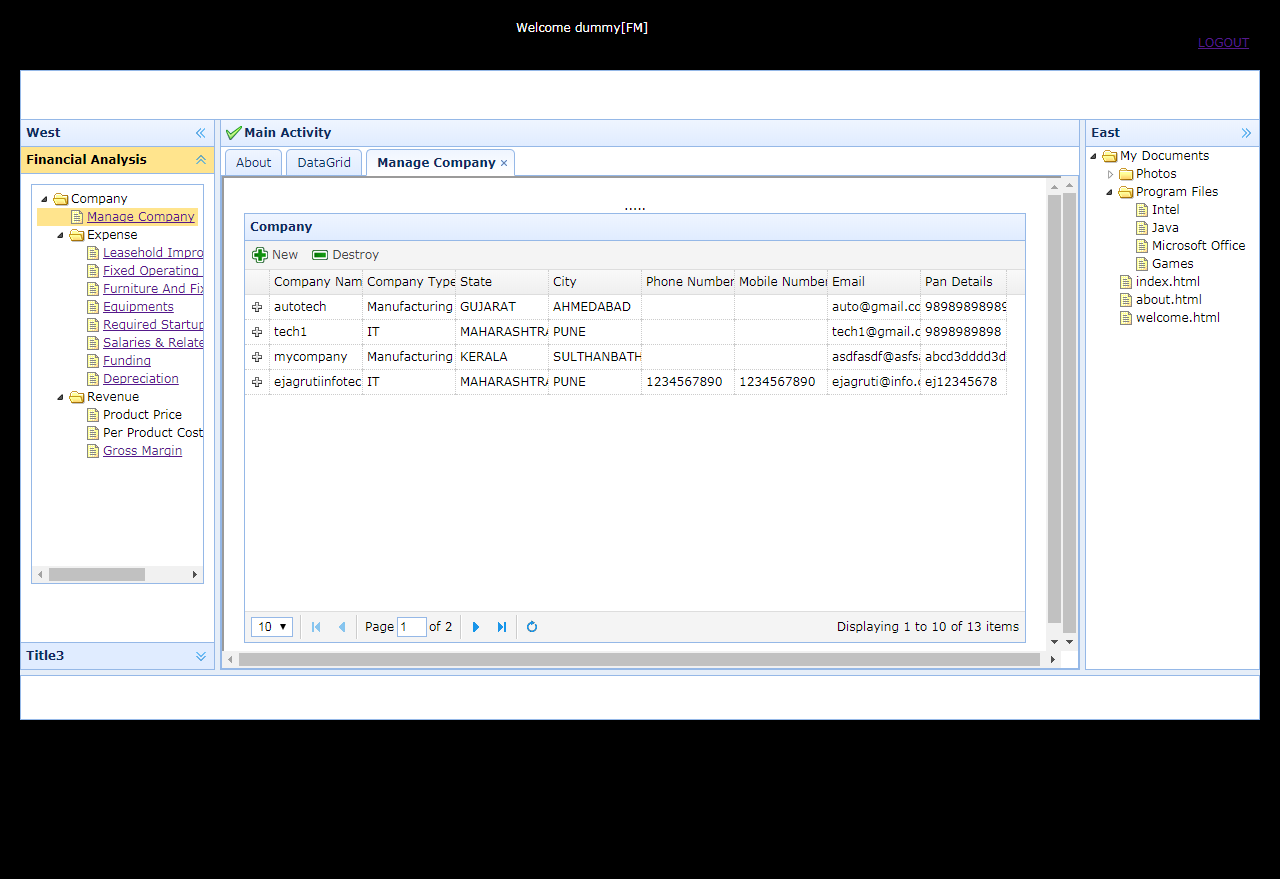 Welcome dummy[FM]
LOGOUT
West
Financial Analysis
Company
Manage Company
Expense
Leasehold Impro
Fixed Operating
Furniture And Fix
Equipments
Required Startup
Salaries & Relate
Funding
Depreciation
Revenue
Product Price
Per Product Cost
Gross Margin
Title3
Main Activity
About DataGrid Manage Company ×
.....
Company
New Destroy
Company Nam Company Type State City Phone Number Mobile Number Email Pan Details
autotech Manufacturing GUJARAT AHMEDABAD auto@gmail.co 98989898989
tech1 IT MAHARASHTRA PUNE tech1@gmail.c 9898989898
mycompany Manufacturing KERALA SULTHANBATH asdfasdf@asfsa abcd3dddd3d
ejagrutiinfotec IT MAHARASHTRA PUNE 1234567890 1234567890 ejagruti@info.c ej12345678
10 Page 1 of 2 Displaying 1 to 10 of 13 items
East
My Documents
Photos
Program Files
Intel
Java
Microsoft Office
Games
index.html
about.html
welcome.html